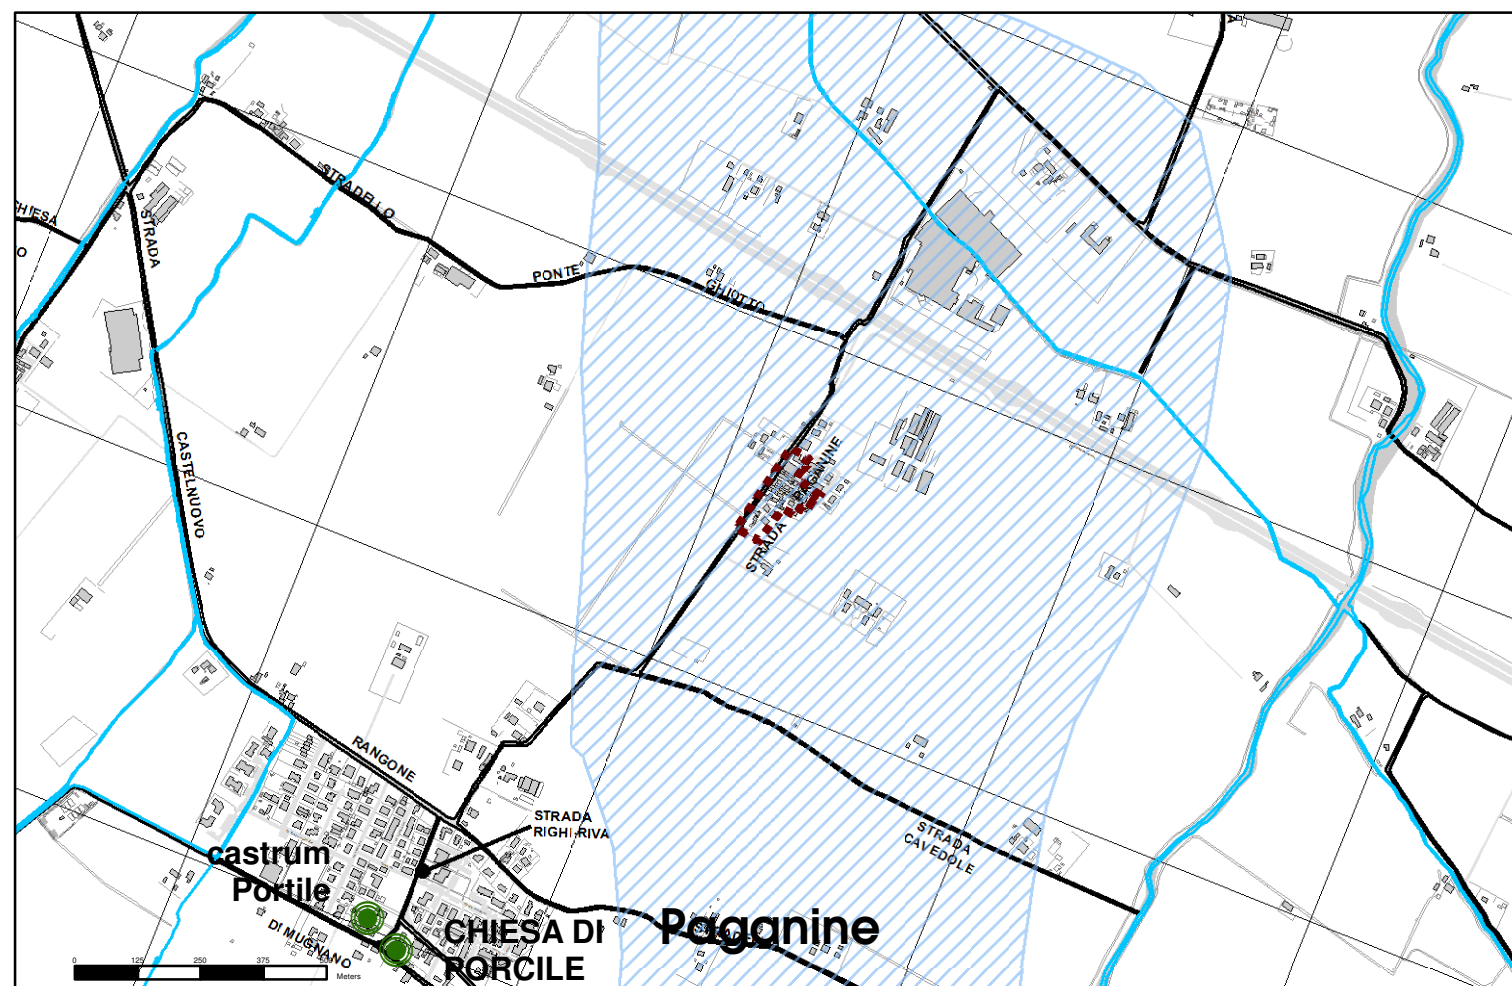 CHIESA
O
STRADA
STRADELLO
PONTE
GHIOTTO
CASTELNUOVO
STRADA
PAGANINE
RANGONE
STRADA
RIGHI-RIVA
STRADA
CAVEDOLE
castrum
Portile
DI MUGNANO
CHIESA DI
PORCILE
Paganine
0 125 250 375 500
Meters